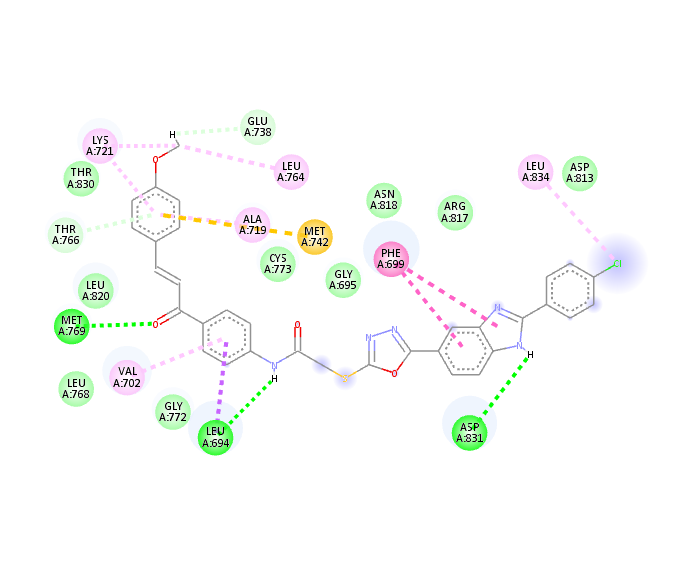 GLU
A:738
H
LYS
A:721
O
LEU
A:764
LEU
A:834
ASP
A:813
THR
A:830
ASN
A:818
ARG
A:817
THR
A:766
ALA
A:719
MET
A:742
PHE
A:699
CYS
A:773
GLY
A:695
Cl
LEU
A:820
N
MET
A:769
O
O
N
N
N
H
VAL
A:702
N
H
O
S
LEU
A:768
GLY
A:772
LEU
A:694
ASP
A:831